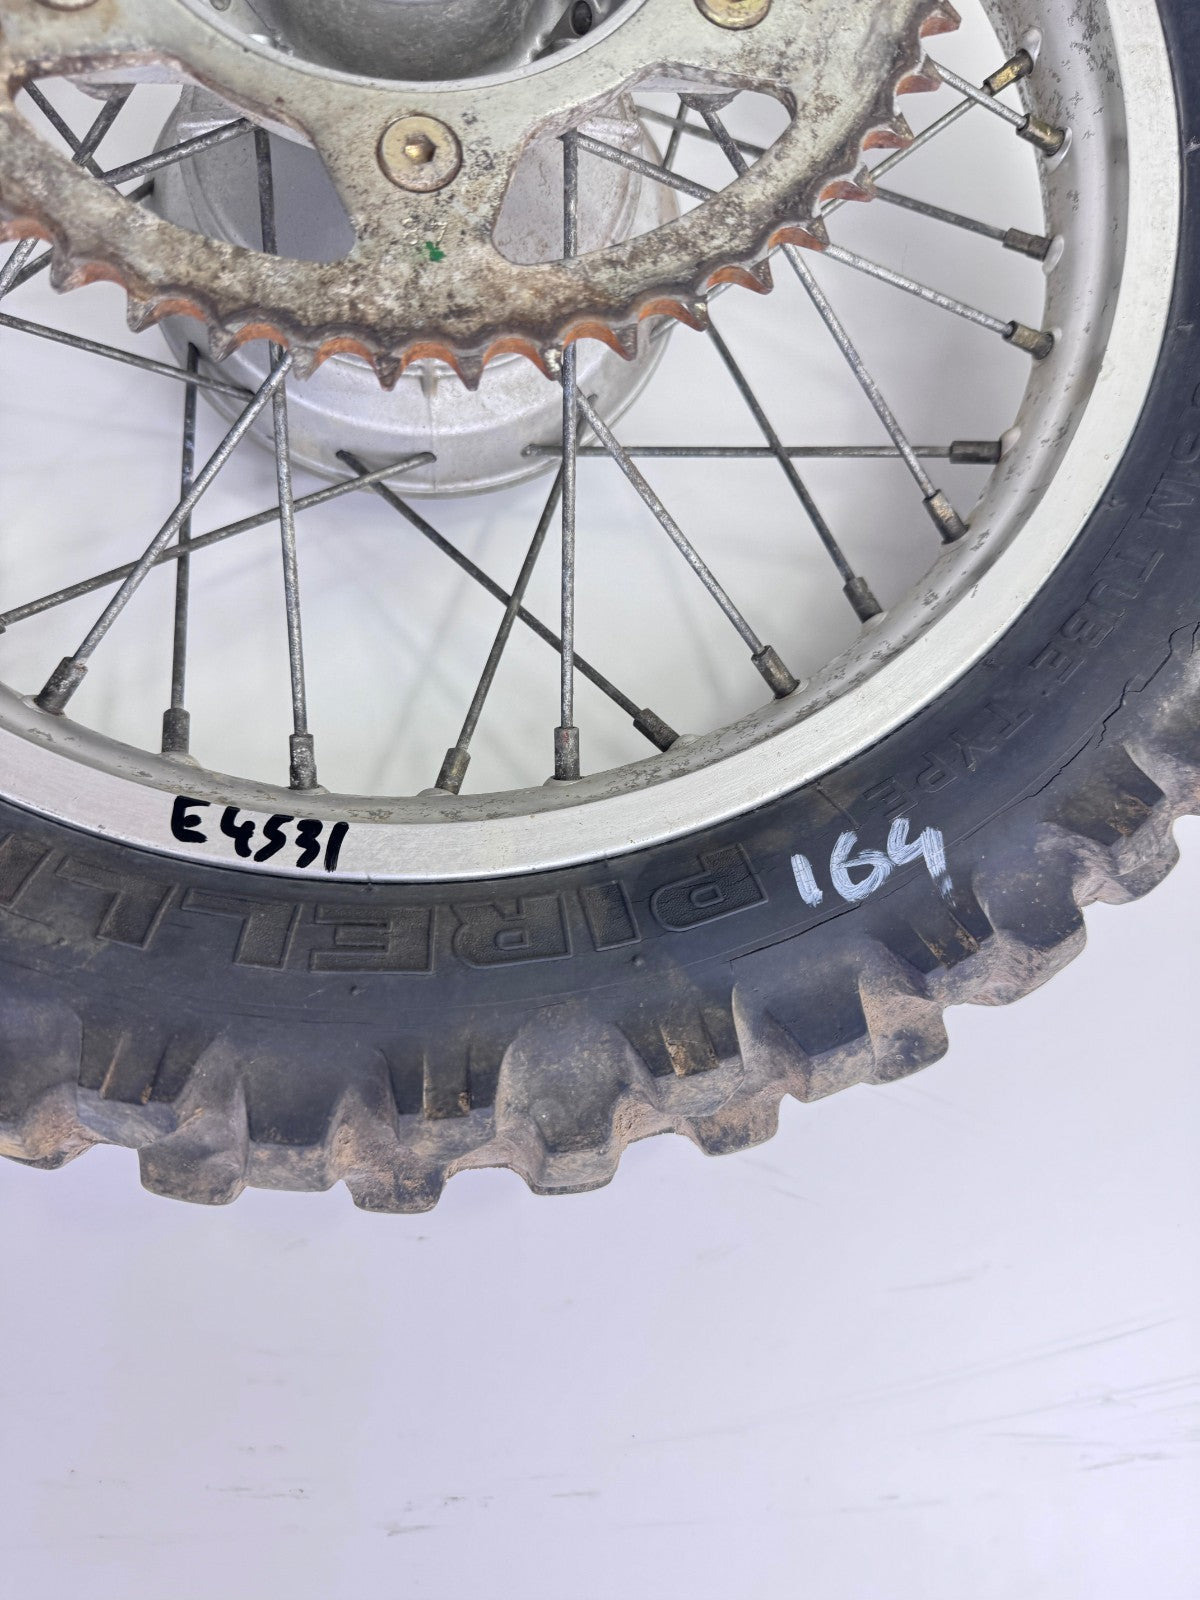 E4531
164
PIRELLI
TUBE TYPE